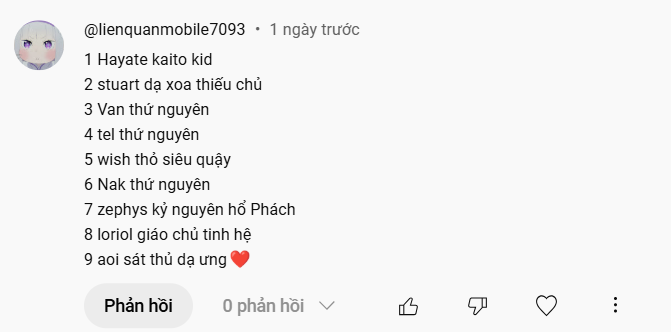 @lienquanmobile7093 • 1 ngày trước
1 Hayate kaito kid
2 stuart dạ xoa thiếu chủ
3 Van thứ nguyên
4 tel thứ nguyên
5 wish thỏ siêu quậy
6 Nak thứ nguyên
7 zephys kỷ nguyên hổ Phách
8 loriol giáo chủ tinh hệ
9 aoi sát thủ dạ ưng ❤️
Phản hồi 0 phản hồi